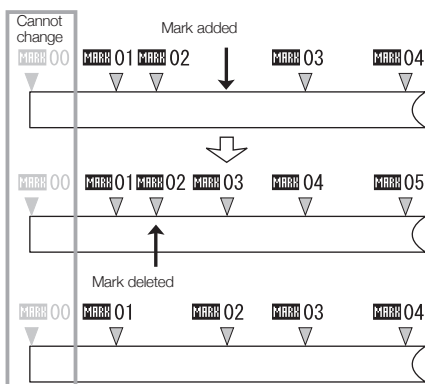 Cannot
change
Mark added
MARK 00 MARK 01 MARK 02 MARK 03 MARK 04
MARK 00 MARK 01 MARK 02 MARK 03 MARK 04 MARK 05
Mark deleted
MARK 00 MARK 01 MARK 02 MARK 03 MARK 04